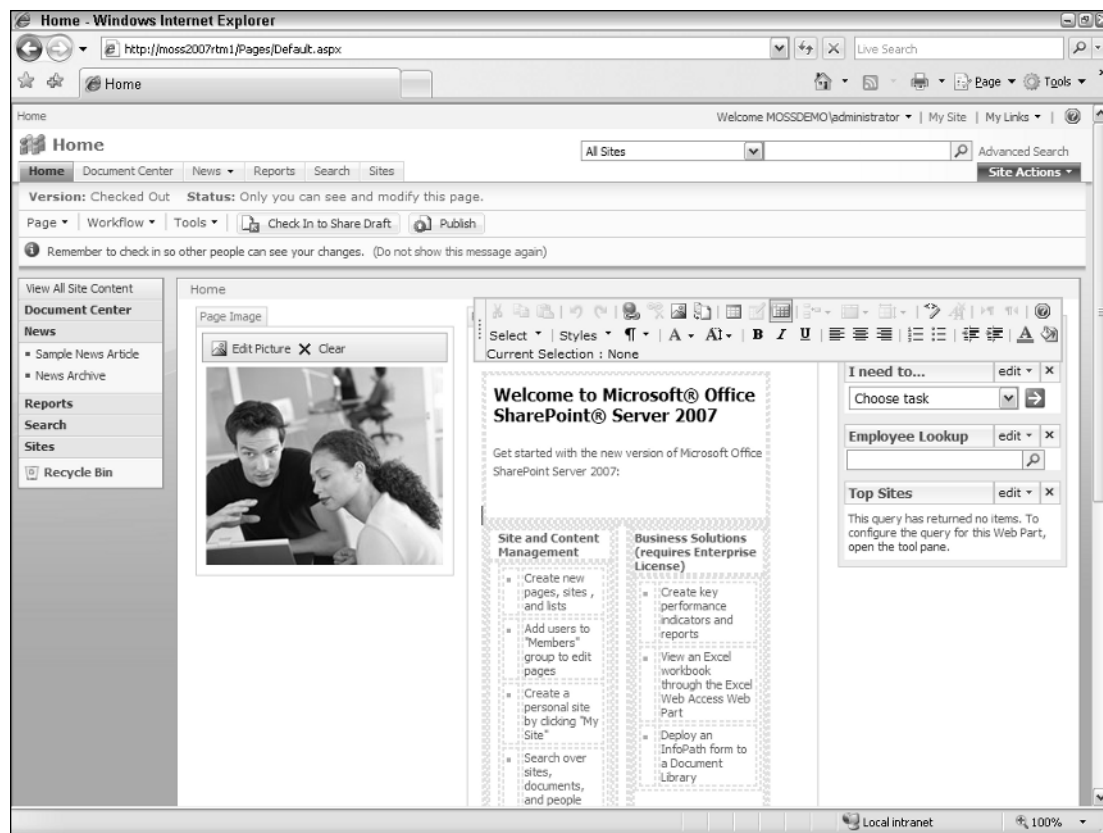 Home - Windows Internet Explorer
http://moss2007rtm1/Pages/Default.aspx
Live Search
Home
Page
Tools
Home
Welcome MOSSDEMO\administrator | My Site | My Links |
Home
All Sites
Advanced Search
Home Document Center News Reports Search Sites
Site Actions
Version: Checked Out Status: Only you can see and modify this page.
Page Workflow Tools Check In to Share Draft Publish
Remember to check in so other people can see your changes. (Do not show this message again)
View All Site Content
Document Center
News
Sample News Article
News Archive
Reports
Search
Sites
Recycle Bin
Home
Page Image
Edit Picture Clear
Select Styles ¶ A A B I U A
Current Selection : None
Welcome to Microsoft® Office
SharePoint® Server 2007
Get started with the new version of Microsoft Office
SharePoint Server 2007:
Site and Content
Management
Create new
pages, sites ,
and lists
Add users to
"Members"
group to edit
pages
Create a
personal site
by clicking "My
Site"
Search over
sites,
documents,
and people
Business Solutions
(requires Enterprise
License)
Create key
performance
indicators and
reports
View an Excel
workbook
through the Excel
Web Access Web
Part
Deploy an
InfoPath form to
a Document
Library
I need to... edit
Choose task
Employee Lookup edit
Top Sites edit
This query has returned no items. To
configure the query for this Web Part,
open the tool pane.
Local intranet
100%